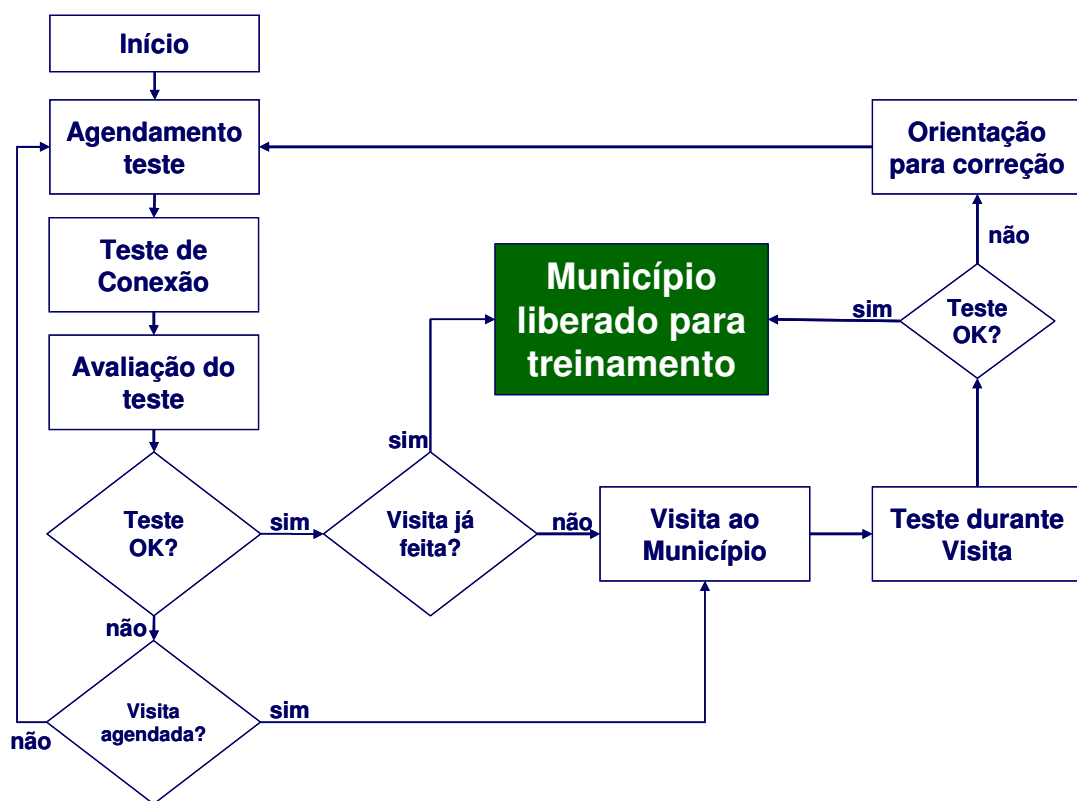 Início
Agendamento
teste
Orientação
para correção
Teste de
Conexão
não
Município
liberado para
treinamento
sim
Teste
OK?
Avaliação do
teste
sim
Teste
OK?
sim
Visita já
feita?
não
Visita ao
Município
Teste durante
Visita
não
Visita
agendada?
sim
não